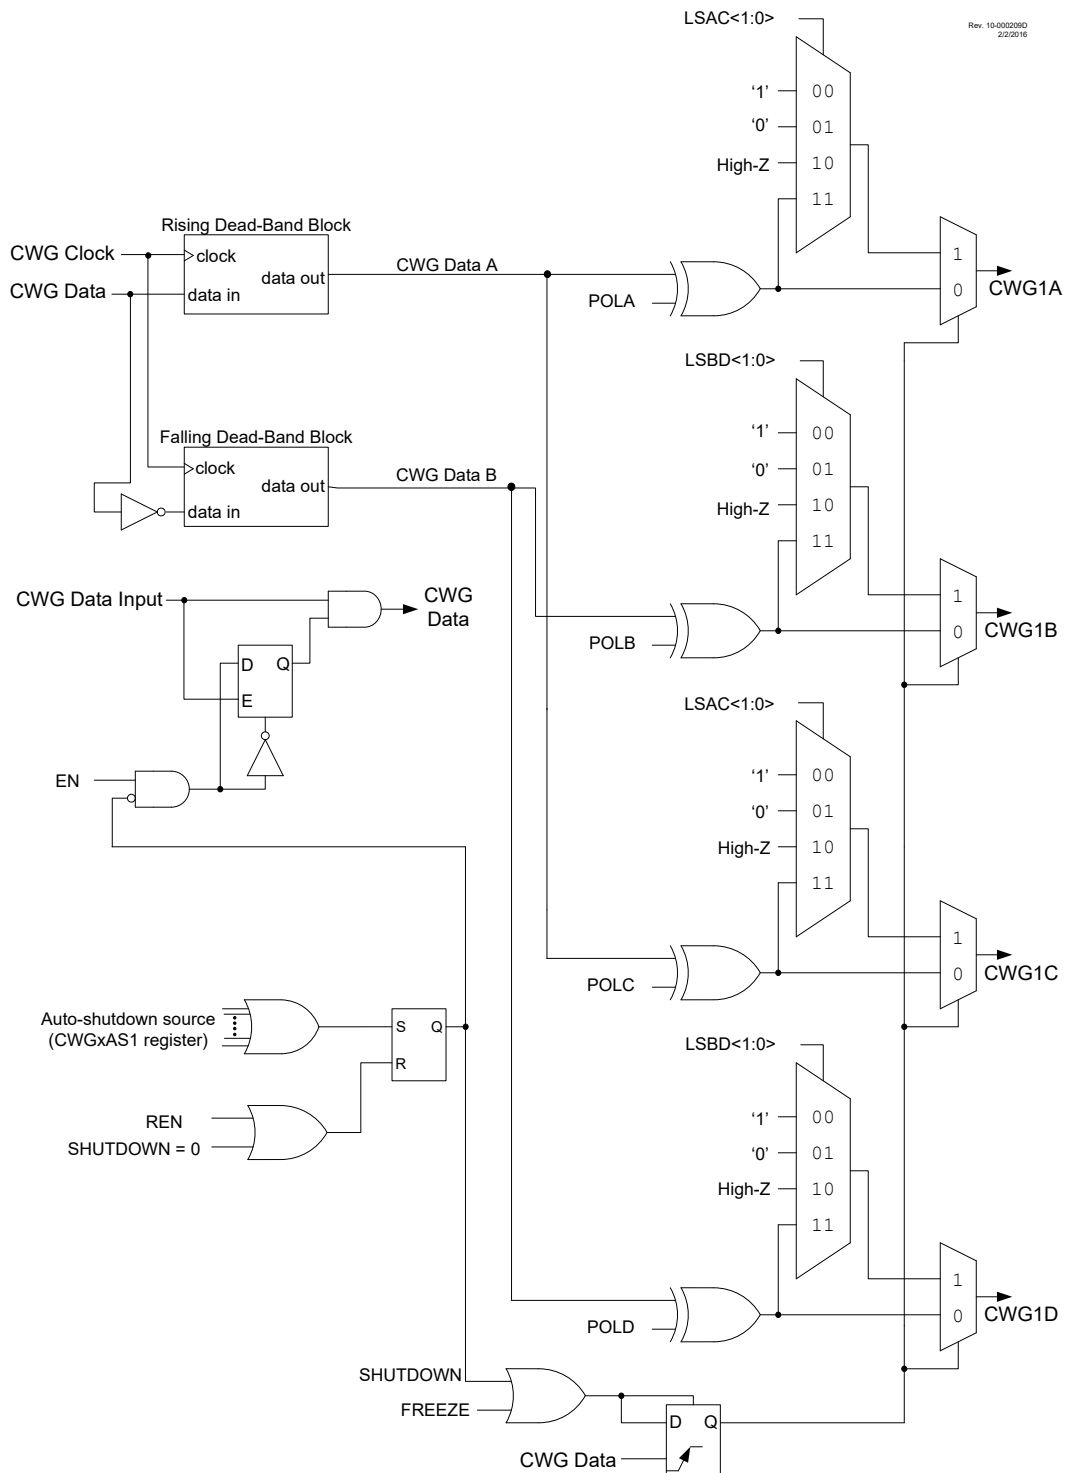 LSAC<1:0>
Rev. 10-000209D
2/2/2016
'1'
00
'0'
01
High-Z
10
11
Rising Dead-Band Block
CWG Clock
clock
data out
CWG Data
data in
CWG Data A
POLA
1
0
CWG1A
LSBD<1:0>
'1'
00
'0'
01
High-Z
10
11
Falling Dead-Band Block
clock
data out
data in
CWG Data B
POLB
1
0
CWG1B
CWG Data Input
CWG
Data
D
Q
E
EN
LSAC<1:0>
'1'
00
'0'
01
High-Z
10
11
POLC
1
0
CWG1C
Auto-shutdown source
(CWGxAS1 register)
S
Q
R
REN
SHUTDOWN = 0
LSBD<1:0>
'1'
00
'0'
01
High-Z
10
11
POLD
1
0
CWG1D
SHUTDOWN
FREEZE
D
Q
CWG Data